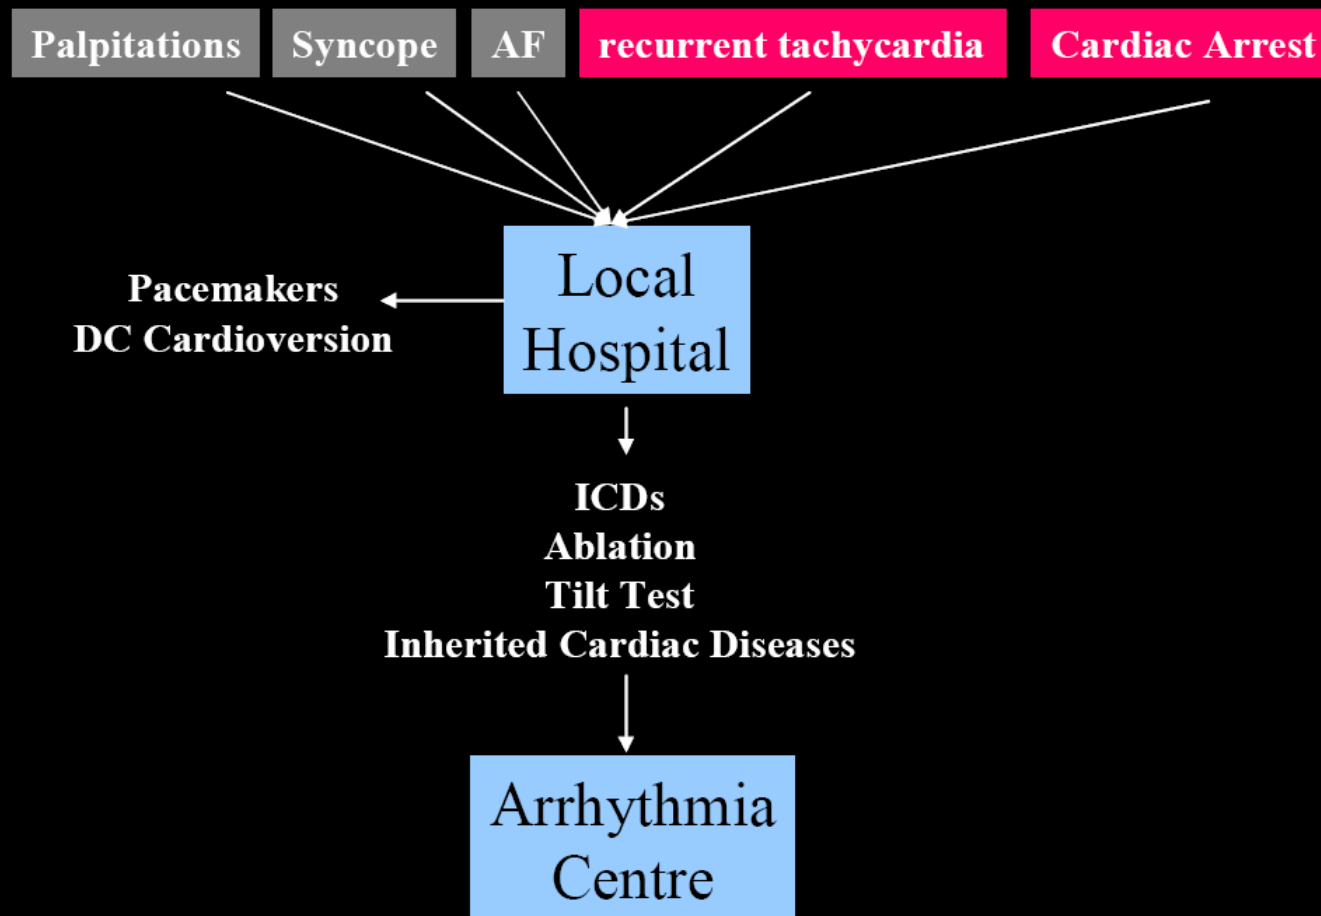 Palpitations
Syncope
AF
recurrent tachycardia
Cardiac Arrest
Local
Hospital
Pacemakers
DC Cardioversion
ICDs
Ablation
Tilt Test
Inherited Cardiac Diseases
Arrhythmia
Centre